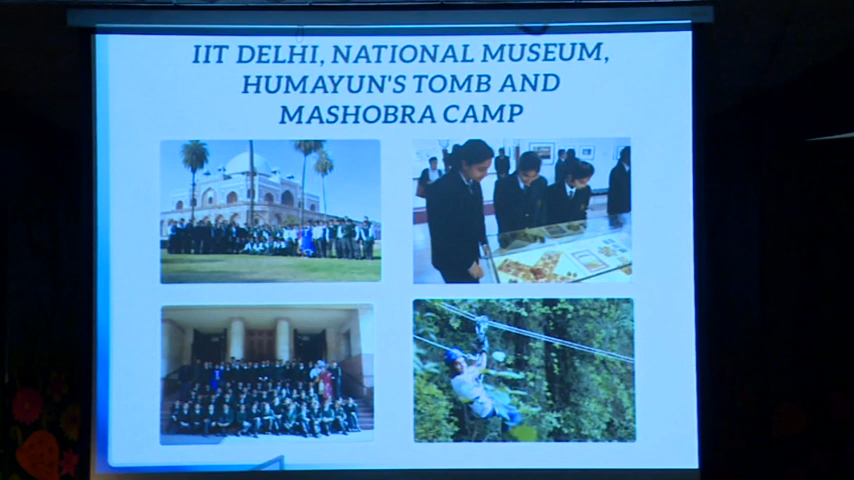 IIT DELHI, NATIONAL MUSEUM,
HUMAYUN'S TOMB AND
MASHOBRA CAMP